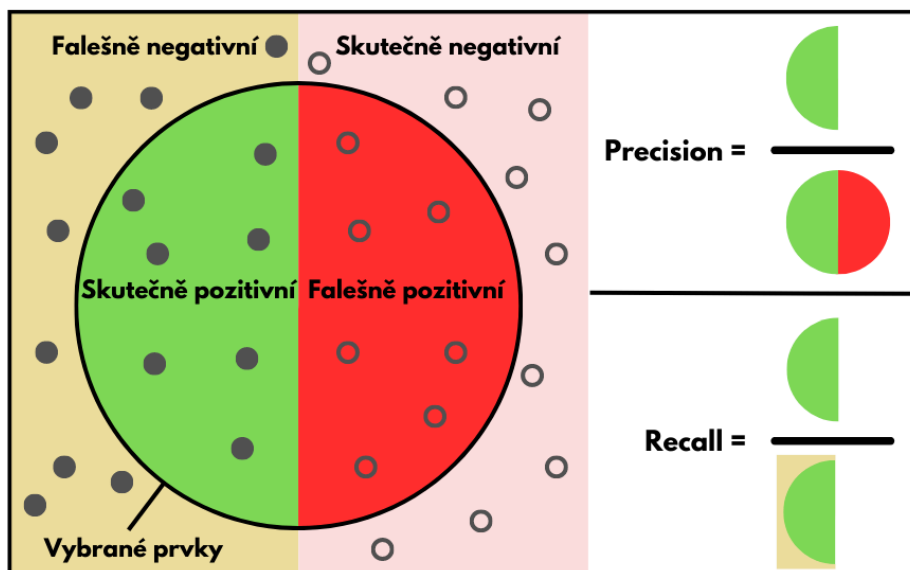 Falešně negativní
Skutečně negativní
Skutečně pozitivní
Falešně pozitivní
Vybrané prvky
Precision =
Recall =